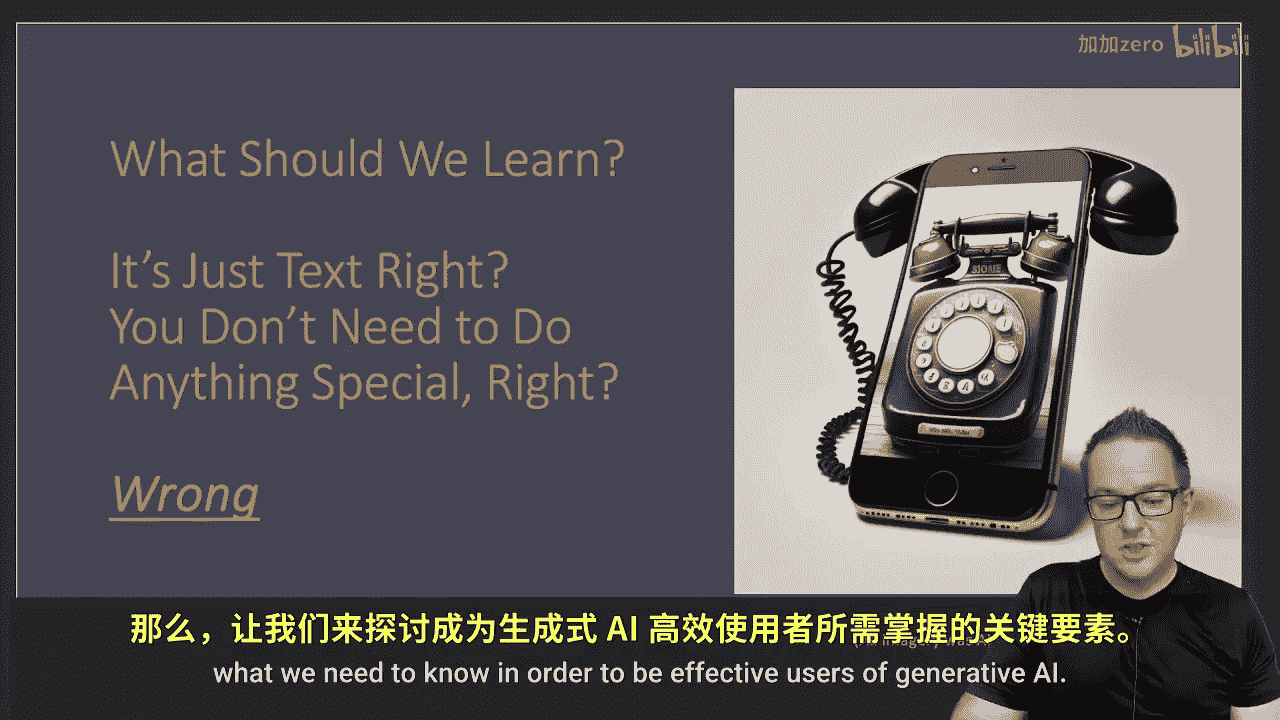 加加zero bilibili
What Should We Learn?
It's Just Text Right?
You Don't Need to Do
Anything Special, Right?
Wrong
那么，让我们来探讨成为生成式 AI 高效使用者所需掌握的关键要素。
what we need to know in order to be effective users of generative AI.